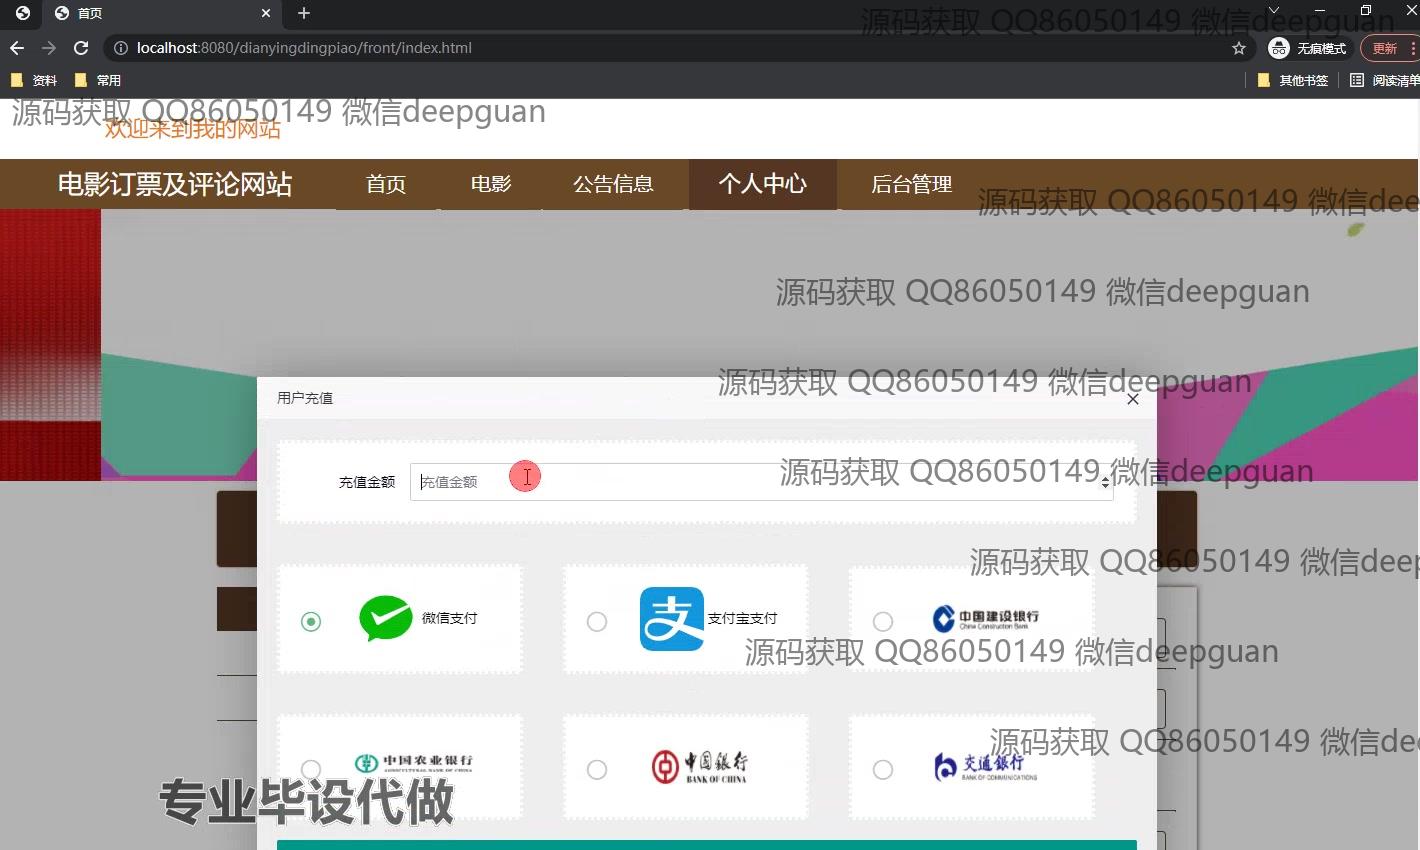 首页
源码获取 QQ86050149 微信deepguan
localhost:8080/dianyingdingpiao/front/index.html
无痕模式
更新
资料
常用
其他书签
阅读清单
源码获取 QQ86050149 微信deepguan
欢迎来到我的网站
电影订票及评论网站
首页
电影
公告信息
个人中心
后台管理
源码获取 QQ86050149 微信dee
源码获取 QQ86050149 微信deepguan
源码获取 QQ86050149 微信deepguan
用户充值
源码获取 QQ86050149 微信deepguan
充值金额
充值金额
源码获取 QQ86050149 微信deep
微信支付
支
支付宝支付
中国建设银行
China Construction Bank
源码获取 QQ86050149 微信deepguan
源码获取 QQ86050149 微信dee
中国农业银行
AGRICULTURAL BANK OF CHINA
中国银行
BANK OF CHINA
交通银行
BANK OF COMMUNICATIONS
专业毕设代做